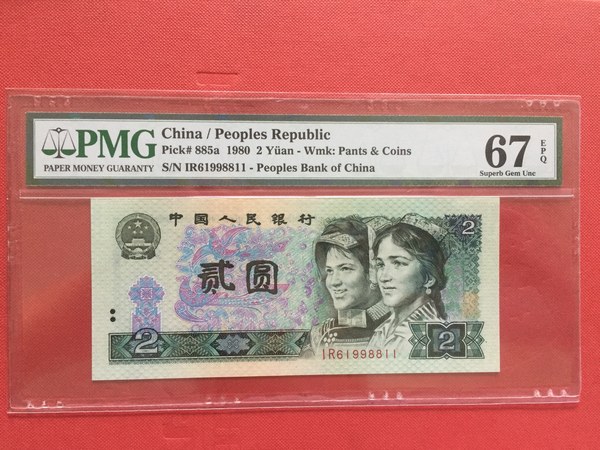 PMG
PAPER MONEY GUARANTY
China / Peoples Republic
Pick# 885a 1980 2 Yüan - Wmk: Pants & Coins
S/N IR61998811 - Peoples Bank of China
67 EPQ
Superb Gem Unc
中国人民银行
2
贰圆
IR61998811
2
2